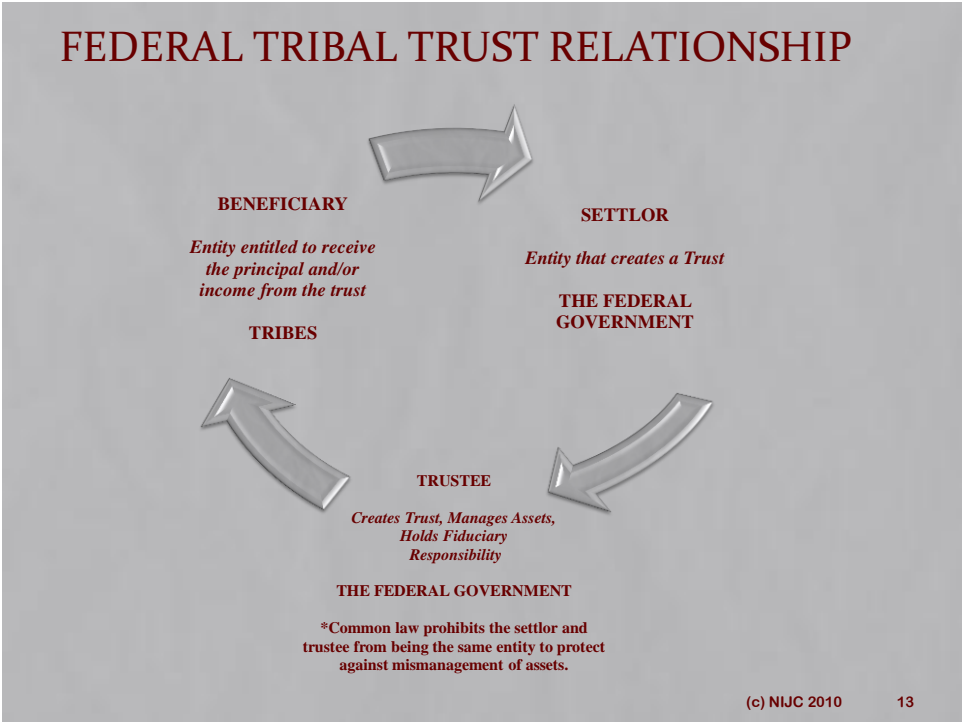 FEDERAL TRIBAL TRUST RELATIONSHIP
BENEFICIARY
Entity entitled to receive
the principal and/or
income from the trust
TRIBES
SETTLOR
Entity that creates a Trust
THE FEDERAL
GOVERNMENT
TRUSTEE
Creates Trust, Manages Assets,
Holds Fiduciary
Responsibility
THE FEDERAL GOVERNMENT
*Common law prohibits the settlor and
trustee from being the same entity to protect
against mismanagement of assets.
(c) NIJC 2010 13